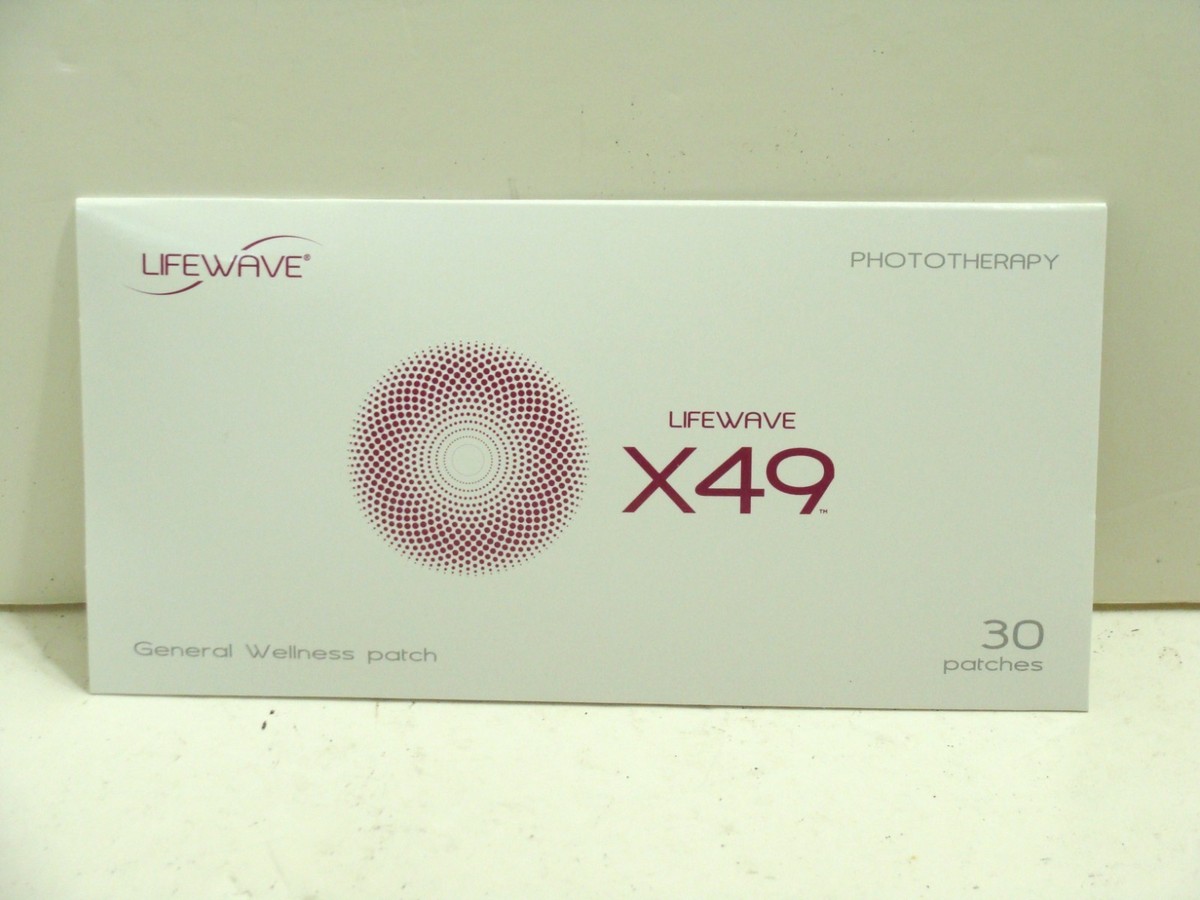 LIFEWAVE®
PHOTOTHERAPY
LIFEWAVE
X49™
General Wellness patch
30
patches